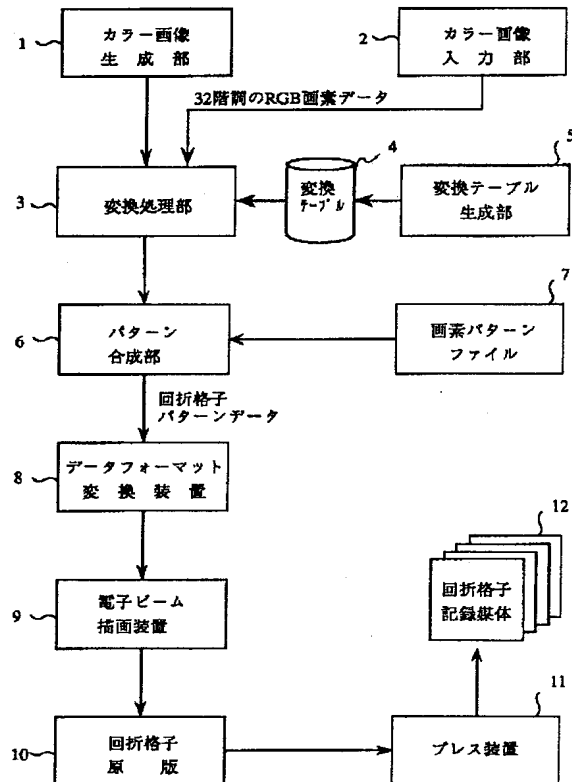 1
カラー画像
生成部
2
カラー画像
入力部
32階調のRGB画素データ
3
変換処理部
4
変換
テーブル
5
変換テーブル
生成部
6
パターン
合成部
7
画素パターン
ファイル
回折格子
パターンデータ
8
データフォーマット
変換装置
9
電子ビーム
描画装置
10
回折格子
原版
11
プレス装置
12
回折格子
記録媒体